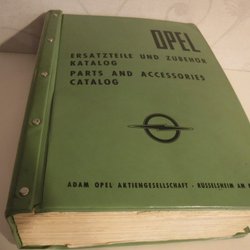 OPEL
ERSATZTEILE UND ZUBEHÖR
KATALOG
PARTS AND ACCESSORIES
CATALOG
ADAM OPEL AKTIENGESELLSCHAFT · RÜSSELSHEIM AM